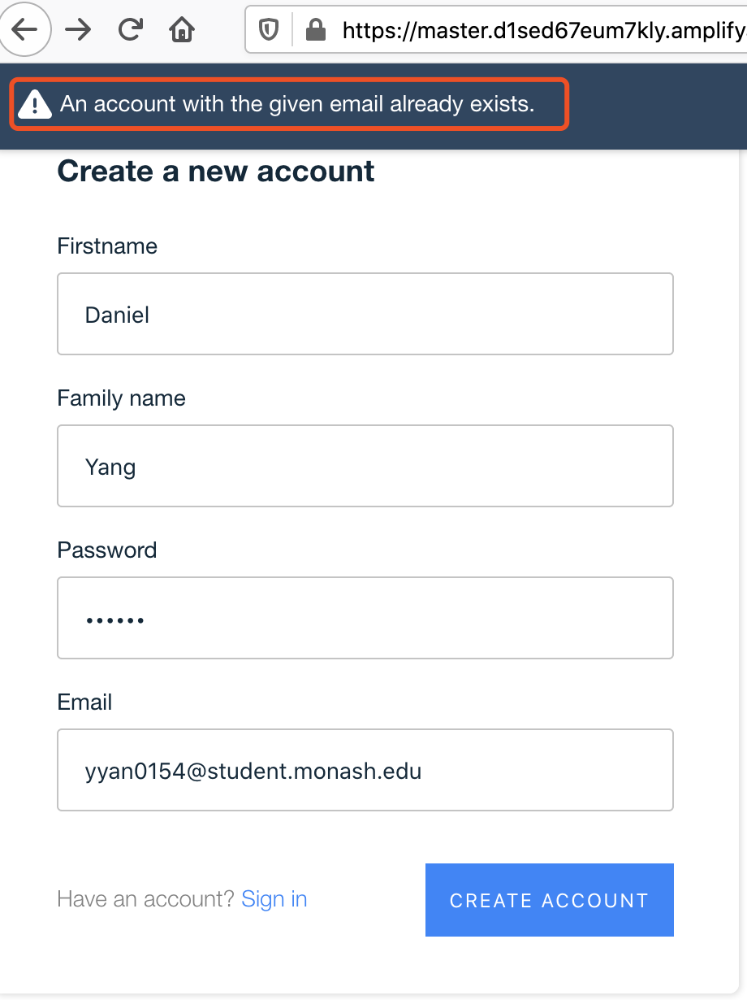 https://master.d1sed67eum7kly.amplify
An account with the given email already exists.
Create a new account
Firstname
Daniel
Family name
Yang
Password
••••••
Email
yyan0154@student.monash.edu
Have an account? Sign in
CREATE ACCOUNT